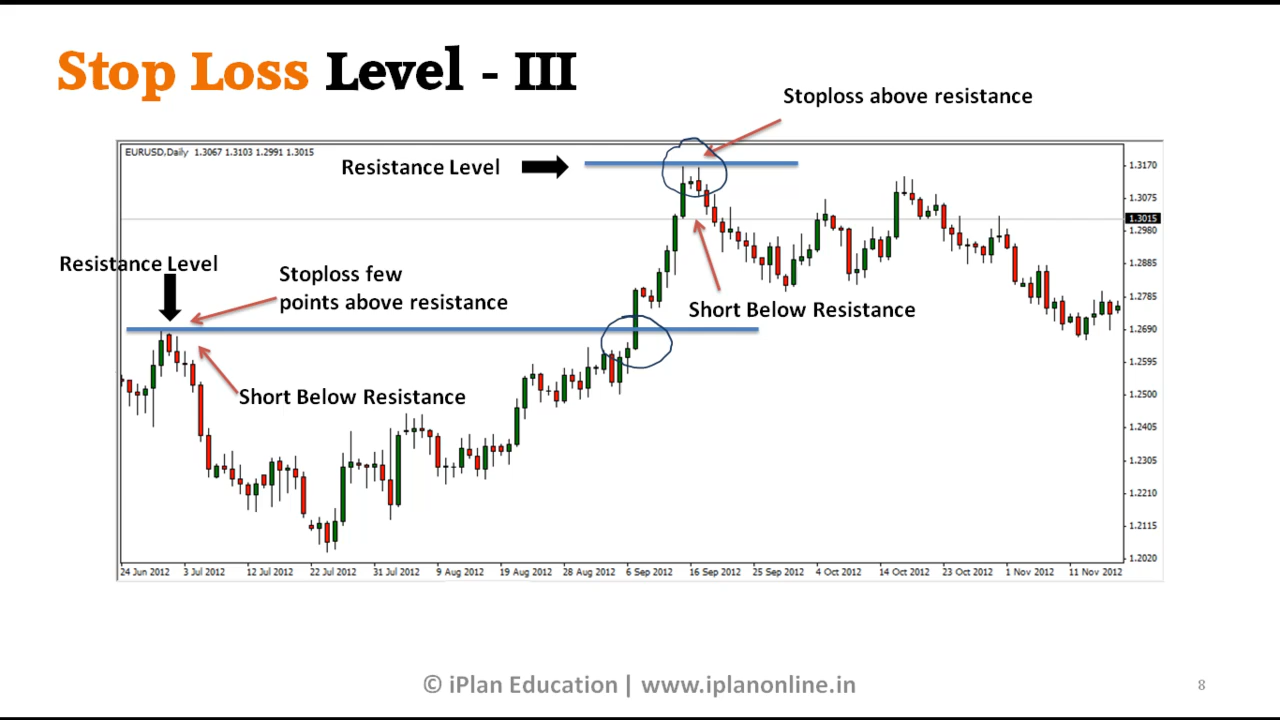 Stop Loss Level - III
Stoploss above resistance
EURUSD,Daily 1.3067 1.3103 1.2991 1.3015
Resistance Level
Resistance Level
Stoploss few
points above resistance
Short Below Resistance
Short Below Resistance
1.3170
1.3075
1.3015
1.2980
1.2885
1.2785
1.2690
1.2595
1.2500
1.2405
1.2305
1.2210
1.2115
1.2020
24 Jun 2012 3 Jul 2012 12 Jul 2012 22 Jul 2012 31 Jul 2012 9 Aug 2012 19 Aug 2012 28 Aug 2012 6 Sep 2012 16 Sep 2012 25 Sep 2012 4 Oct 2012 14 Oct 2012 23 Oct 2012 1 Nov 2012 11 Nov 2012
© iPlan Education | www.iplanonline.in
8